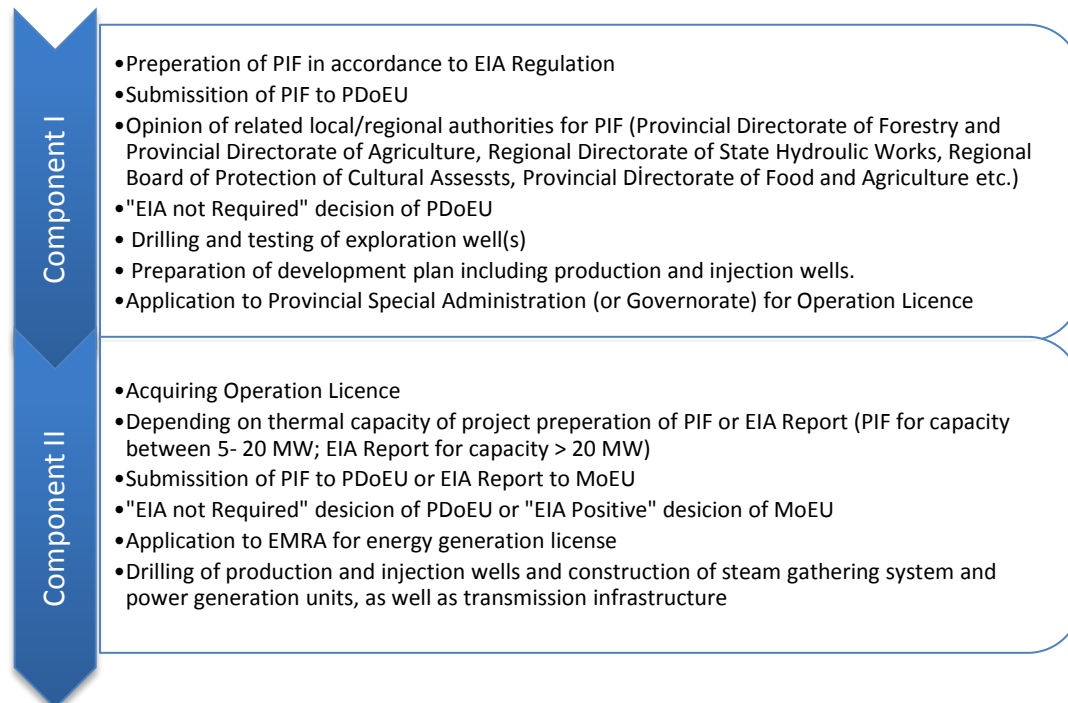 Component I
•Preperation of PIF in accordance to EIA Regulation
•Submissition of PIF to PDoEU
•Opinion of related local/regional authorities for PIF (Provincial Directorate of Forestry and
Provincial Directorate of Agriculture, Regional Directorate of State Hydroulic Works, Regional
Board of Protection of Cultural Assessts, Provincial Dİrectorate of Food and Agriculture etc.)
•"EIA not Required" decision of PDoEU
• Drilling and testing of exploration well(s)
• Preparation of development plan including production and injection wells.
•Application to Provincial Special Administration (or Governorate) for Operation Licence
Component II
•Acquiring Operation Licence
•Depending on thermal capacity of project preperation of PIF or EIA Report (PIF for capacity
between 5- 20 MW; EIA Report for capacity > 20 MW)
•Submissition of PIF to PDoEU or EIA Report to MoEU
•"EIA not Required" desicion of PDoEU or "EIA Positive" desicion of MoEU
•Application to EMRA for energy generation license
•Drilling of production and injection wells and construction of steam gathering system and
power generation units, as well as transmission infrastructure